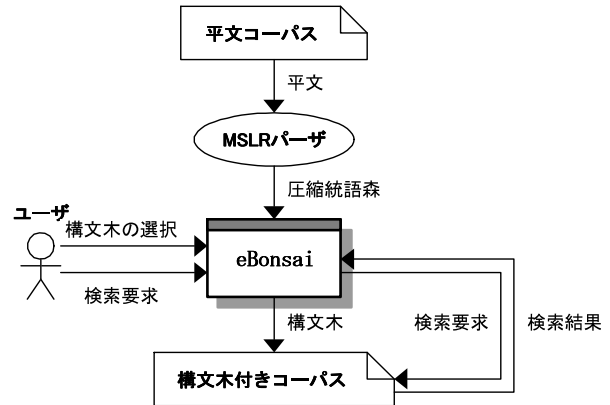 平文コーパス
平文
MSLRパーザ
圧縮統語森
ユーザ
構文木の選択
eBonsai
検索要求
構文木
検索要求
検索結果
構文木付きコーパス